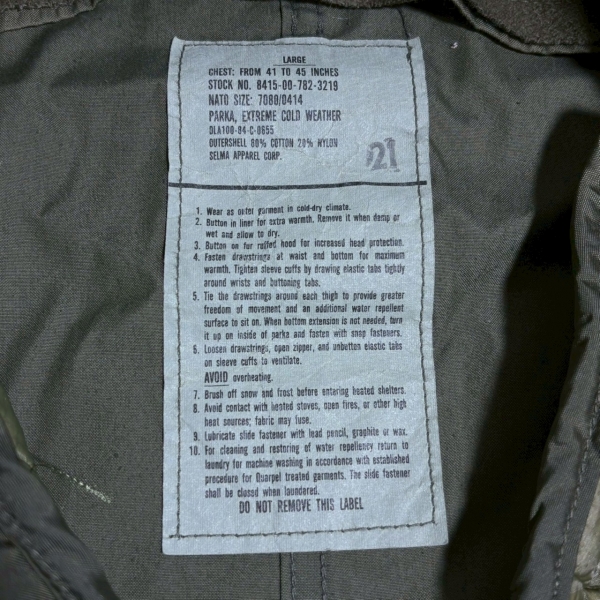 LARGE
CHEST: FROM 41 TO 45 INCHES
STOCK NO. 8415-00-782-3219
NATO SIZE: 7080/0414
PARKA, EXTREME COLD WEATHER
DLA100-84-C-0655
OUTERSHELL 80% COTTON 20% NYLON
SELMA APPAREL CORP.
21
1. Wear as outer garment in cold-dry climate.
2. Button in liner for extra warmth. Remove it when damp or
wet and allow to dry.
3. Button on fur ruffed hood for increased head protection.
4. Fasten drawstrings at waist and bottom for maximum
warmth. Tighten sleeve cuffs by drawing elastic tabs tightly
around wrists and buttoning tabs.
5. Tie the drawstrings around each thigh to provide greater
freedom of movement and an additional water repellent
surface to sit on. When bottom extension is not needed, turn
it up on inside of parka and fasten with snap fasteners.
6. Loosen drawstrings, open zipper, and unbutton elastic tabs
on sleeve cuffs to ventilate.
AVOID overheating.
7. Brush off snow and frost before entering heated shelters.
8. Avoid contact with heated stoves, open fires, or other high
heat sources; fabric may fuse.
9. Lubricate slide fastener with lead pencil, graphite or wax.
10. For cleaning and restoring of water repellency return to
laundry for machine washing in accordance with established
procedure for Quarpel treated garments. The slide fastener
shall be closed when laundered.
DO NOT REMOVE THIS LABEL